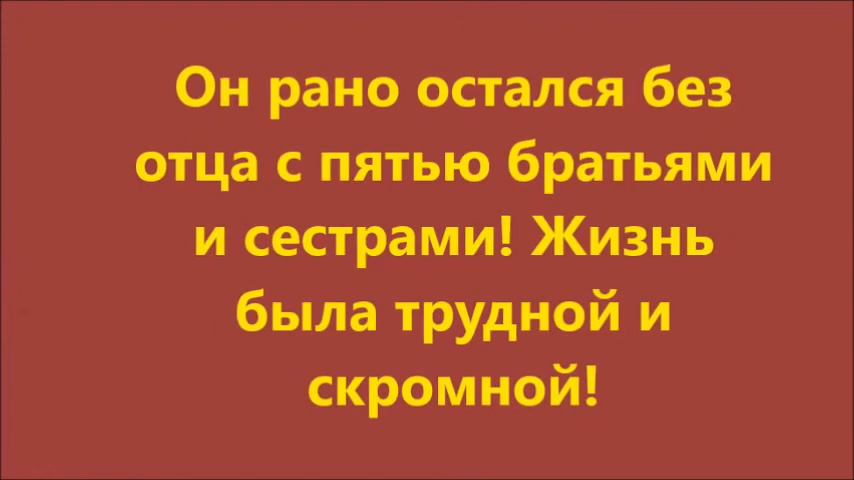 Он рано остался без
отца с пятью братьями
и сестрами! Жизнь
была трудной и
скромной!